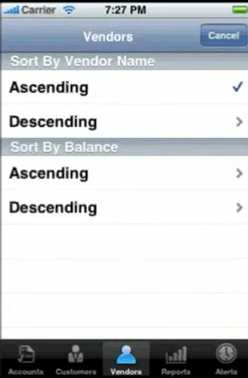 Carrier 7:27 PM
Vendors Cancel
Sort By Vendor Name
Ascending
Descending
Sort By Balance
Ascending
Descending
Accounts Customers Vendors Reports Alerts